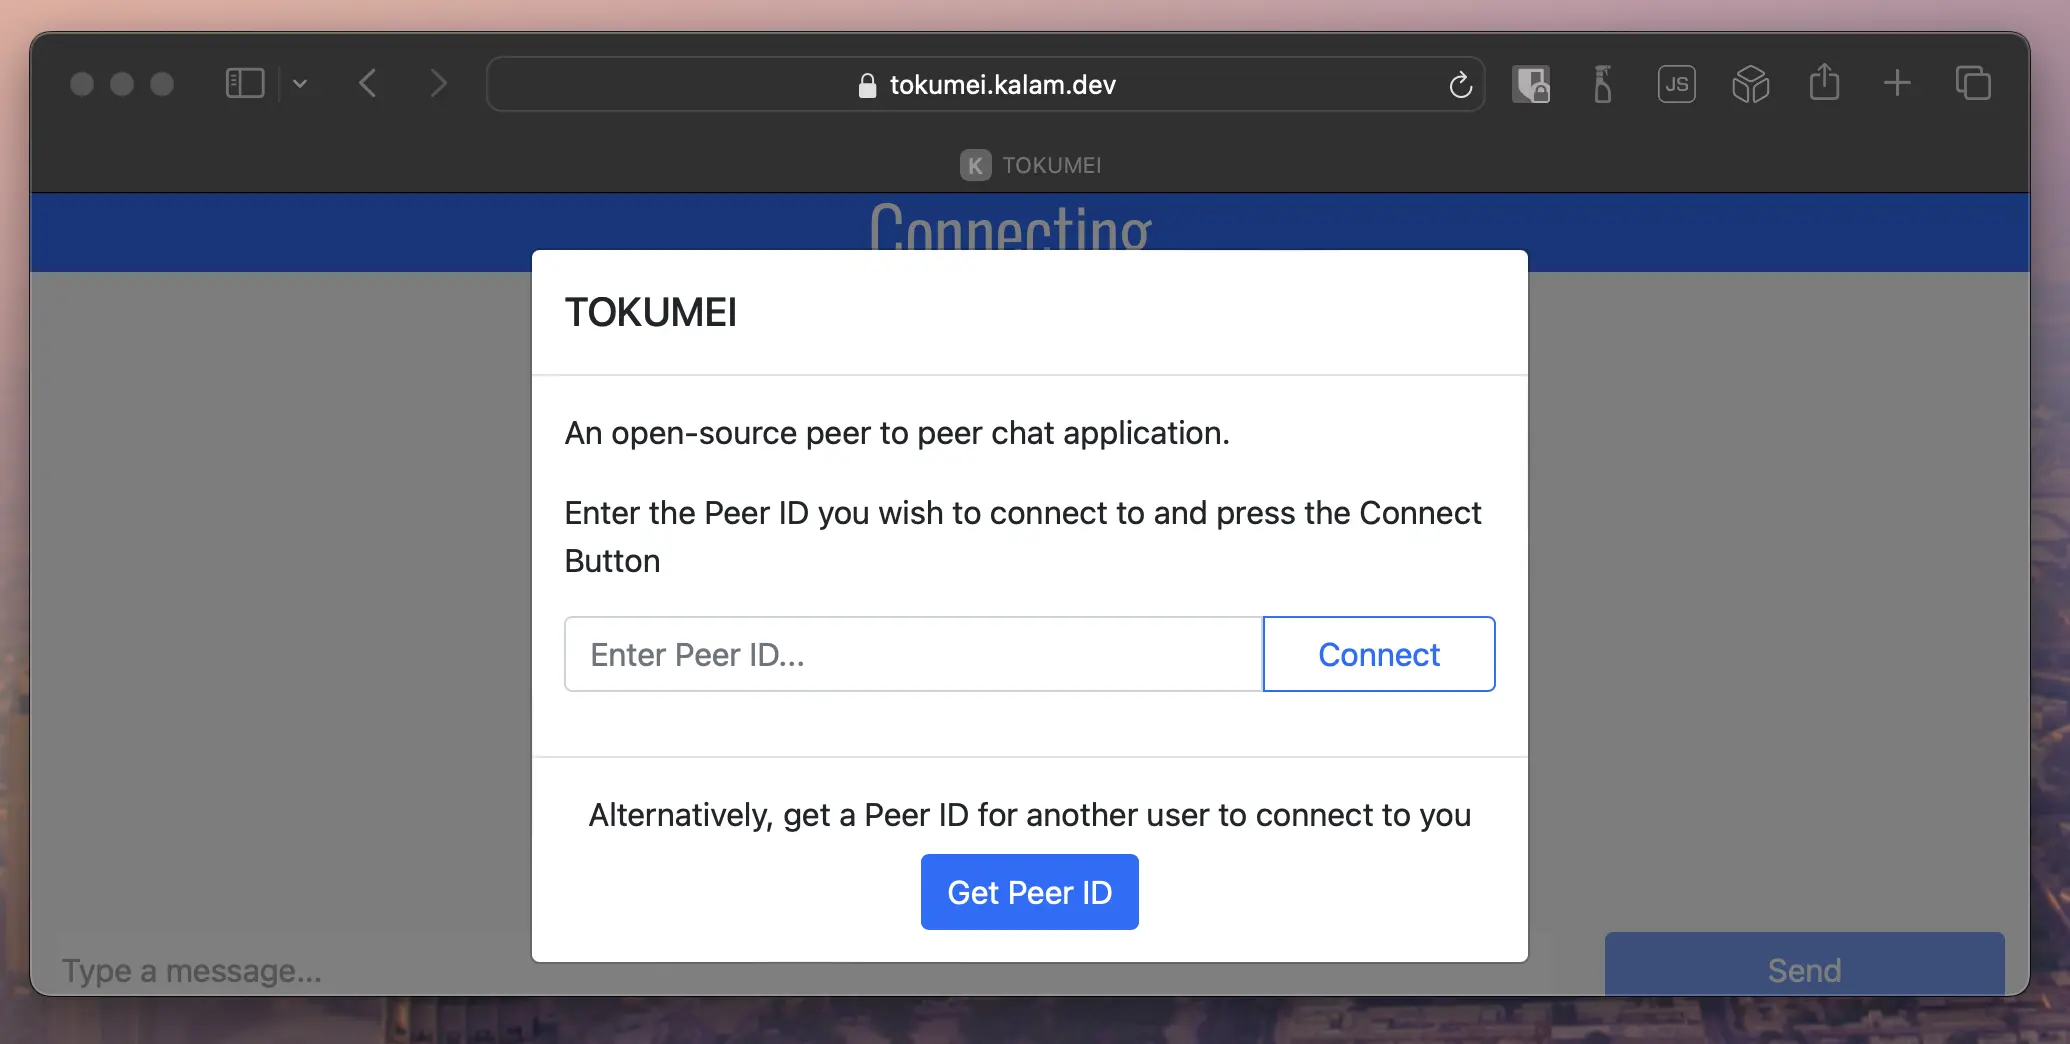 tokumei.kalam.dev
JS
K TOKUMEI
Connecting
TOKUMEI
An open-source peer to peer chat application.
Enter the Peer ID you wish to connect to and press the Connect
Button
Enter Peer ID...
Connect
Alternatively, get a Peer ID for another user to connect to you
Get Peer ID
Type a message...
Send